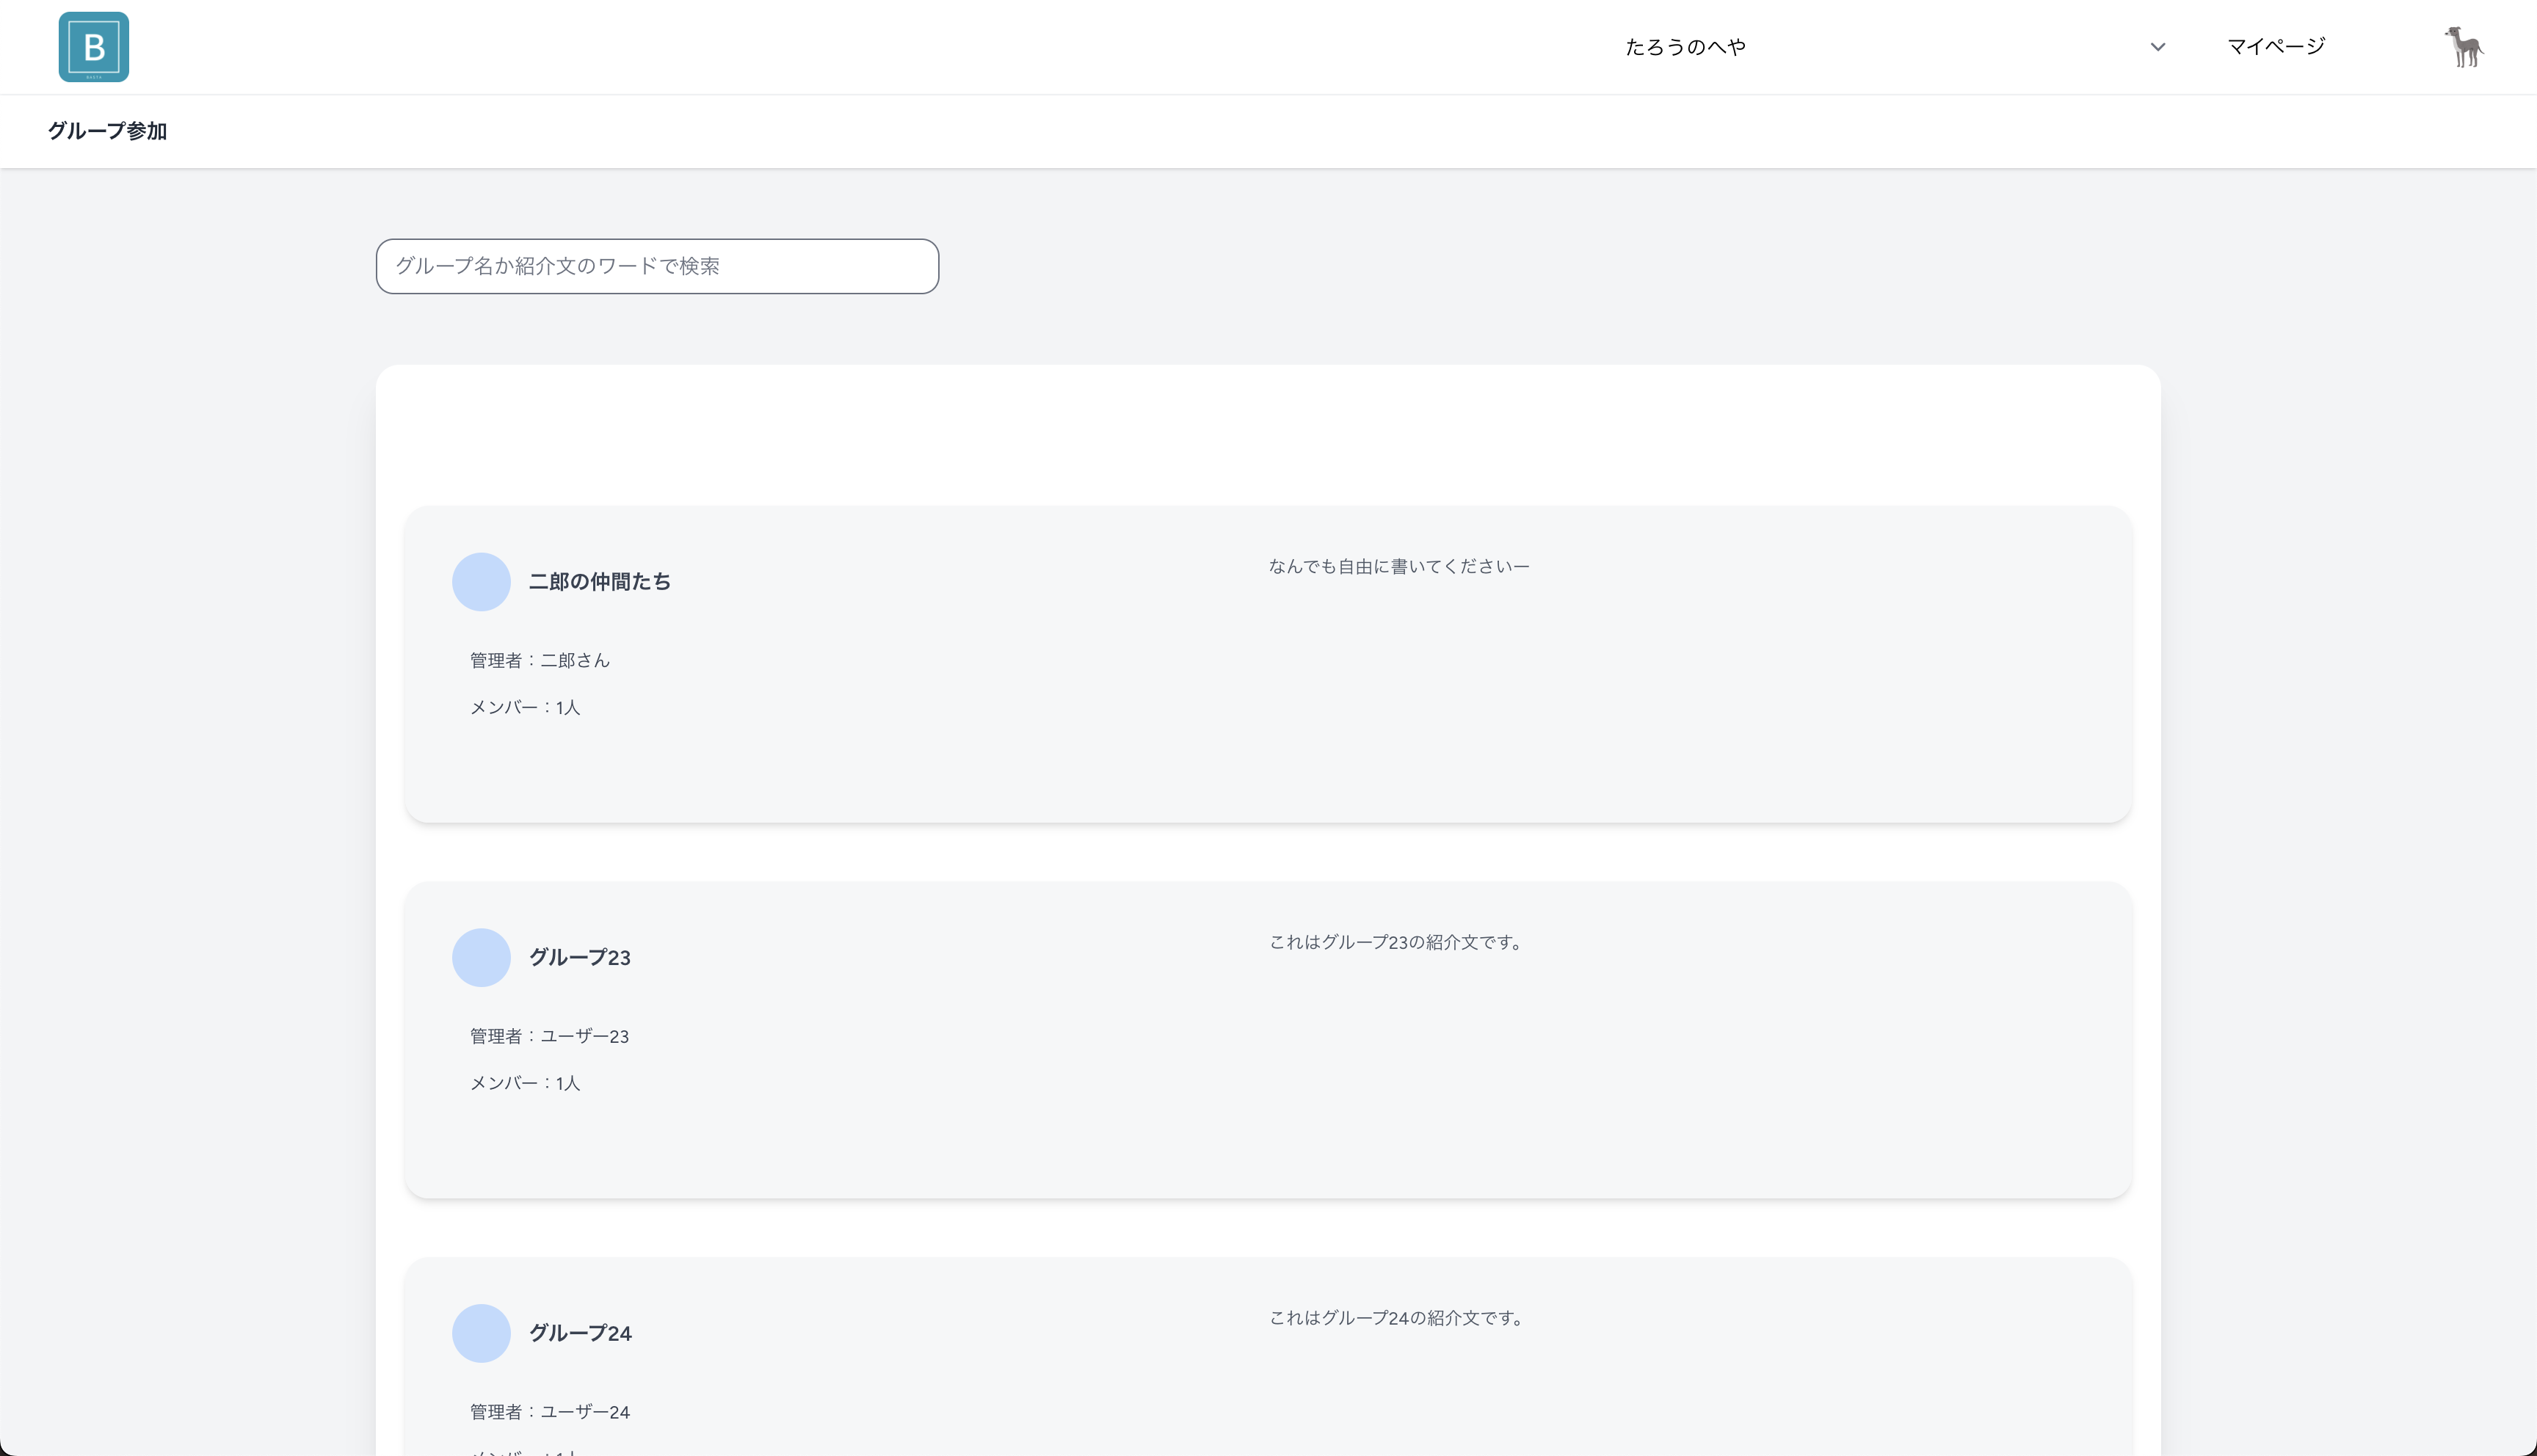 B
たろうのへや
マイページ
グループ参加
グループ名か紹介文のワードで検索
二郎の仲間たち
なんでも自由に書いてくださいー
管理者：二郎さん
メンバー：1人
グループ23
これはグループ23の紹介文です。
管理者：ユーザー23
メンバー：1人
グループ24
これはグループ24の紹介文です。
管理者：ユーザー24